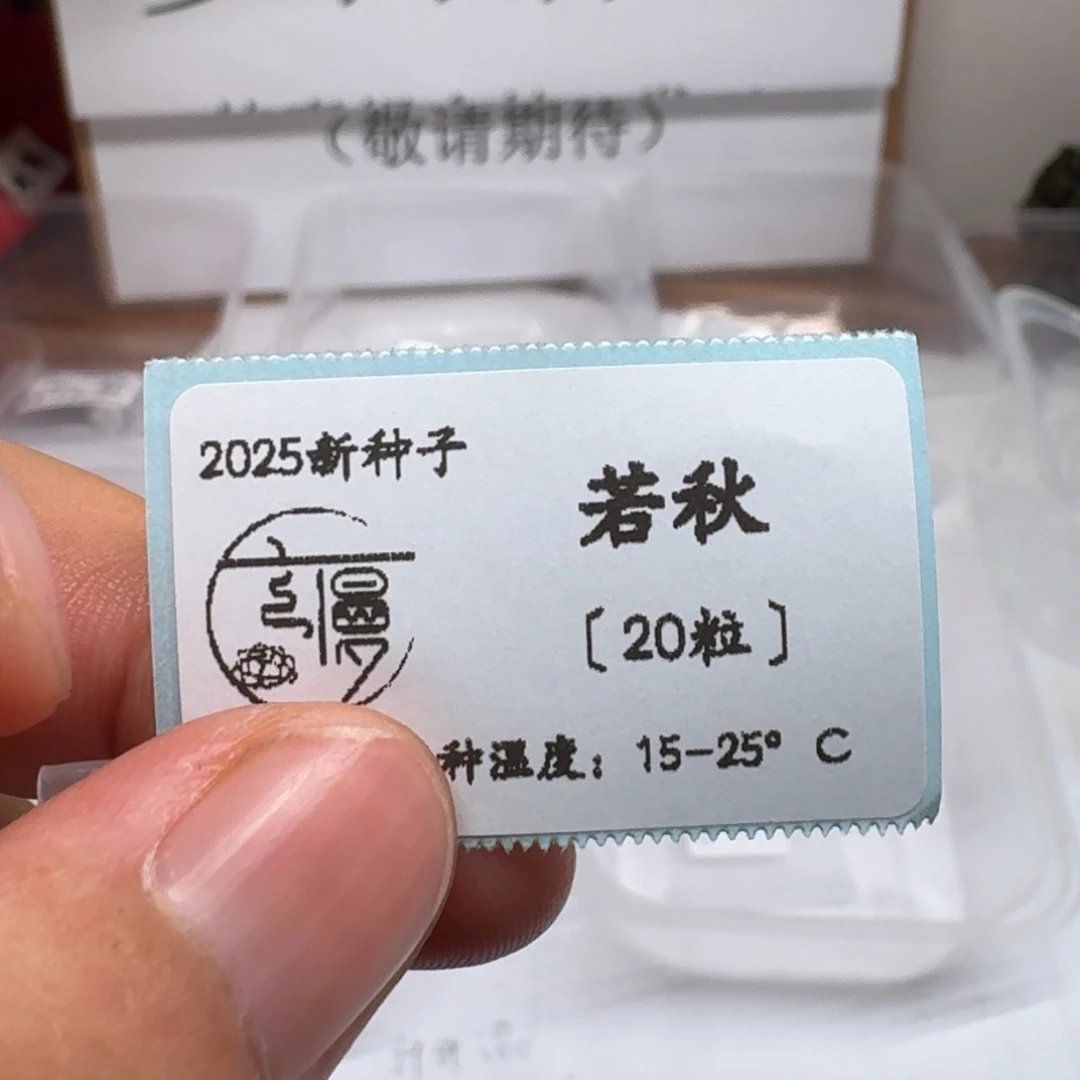 （敬请期待）
2025新种子
若秋
〔20粒〕
种温度：15-25° C